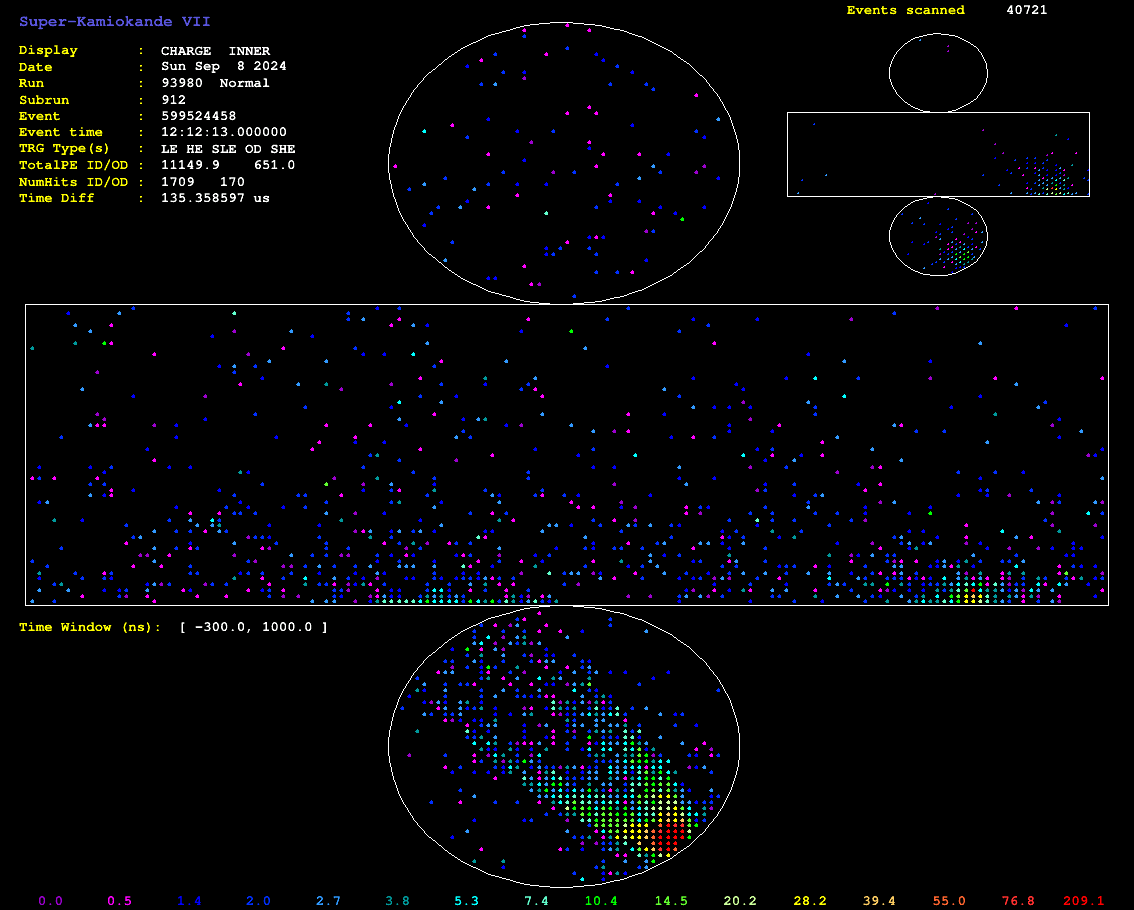 Super-Kamiokande VII
Events scanned 40721
Display : CHARGE INNER
Date : Sun Sep 8 2024
Run : 93980 Normal
Subrun : 912
Event : 599524458
Event time : 12:12:13.000000
TRG Type(s) : LE HE SLE OD SHE
TotalPE ID/OD : 11149.9 651.0
NumHits ID/OD : 1709 170
Time Diff : 135.358597 us
Time Window (ns): [ -300.0, 1000.0 ]
0.0 0.5 1.4 2.0 2.7 3.8 5.3 7.4 10.4 14.5 20.2 28.2 39.4 55.0 76.8 209.1